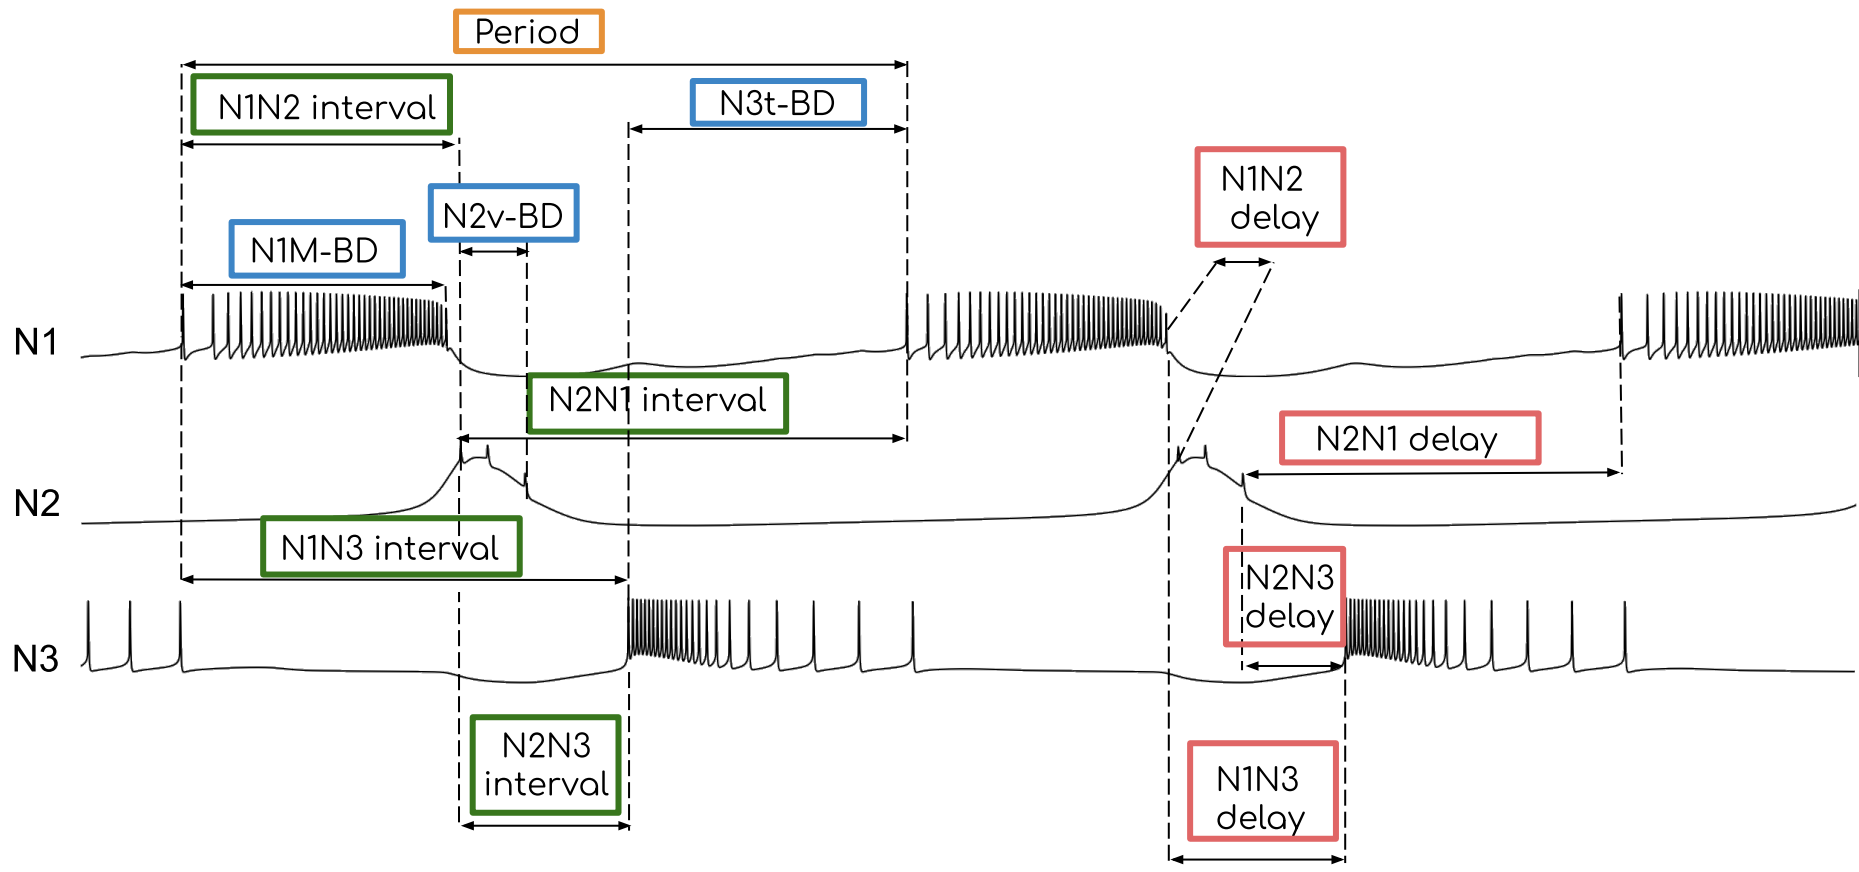 Period
N1N2 interval
N3t-BD
N1N2
delay
N2v-BD
N1M-BD
N1
N2N1 interval
N2N1 delay
N2
N1N3 interval
N2N3
delay
N3
N2N3
interval
N1N3
delay